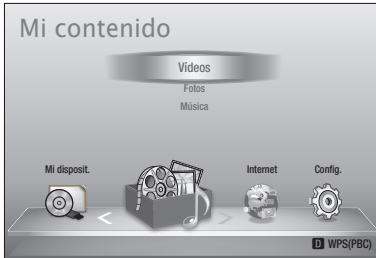 Mi contenido
Vídeos
Fotos
Música
Mi disposit.
Internet
Config.
D WPS(PBC)